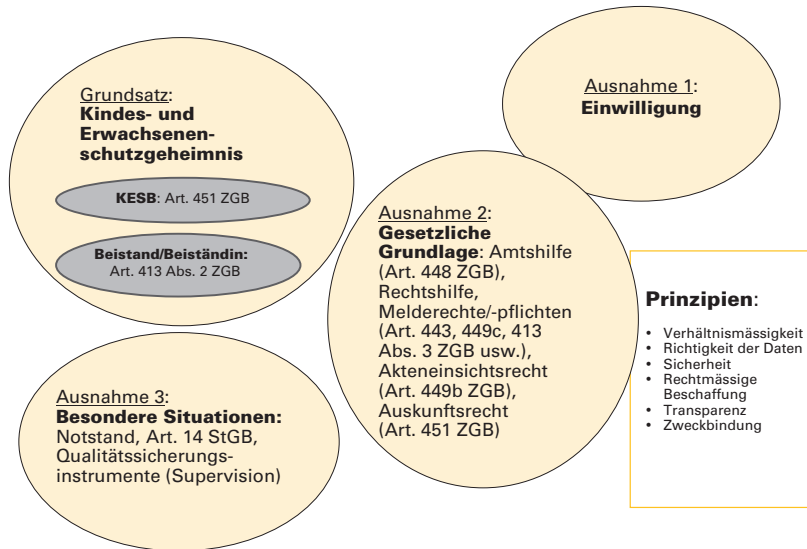 Grundsatz:
Kindes- und
Erwachsenen-
schutzgeheimnis
KESB: Art. 451 ZGB
Beistand/Beiständin:
Art. 413 Abs. 2 ZGB
Ausnahme 1:
Einwilligung
Ausnahme 2:
Gesetzliche
Grundlage: Amtshilfe
(Art. 448 ZGB),
Rechtshilfe,
Melderechte/-pflichten
(Art. 443, 449c, 413
Abs. 3 ZGB usw.),
Akteneinsichtsrecht
(Art. 449b ZGB),
Auskunftsrecht
(Art. 451 ZGB)
Ausnahme 3:
Besondere Situationen:
Notstand, Art. 14 StGB,
Qualitätssicherungs-
instrumente (Supervision)
Prinzipien:
• Verhältnismässigkeit
• Richtigkeit der Daten
• Sicherheit
• Rechtmässige
Beschaffung
• Transparenz
• Zweckbindung